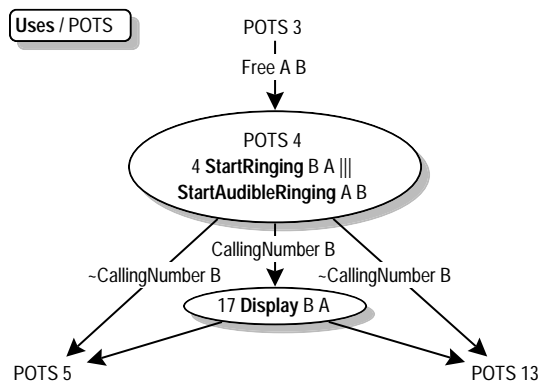 Uses / POTS
POTS 3
Free A B
POTS 4
4 StartRinging B A |||
StartAudibleRinging A B
CallingNumber B
~CallingNumber B
~CallingNumber B
17 Display B A
POTS 5
POTS 13